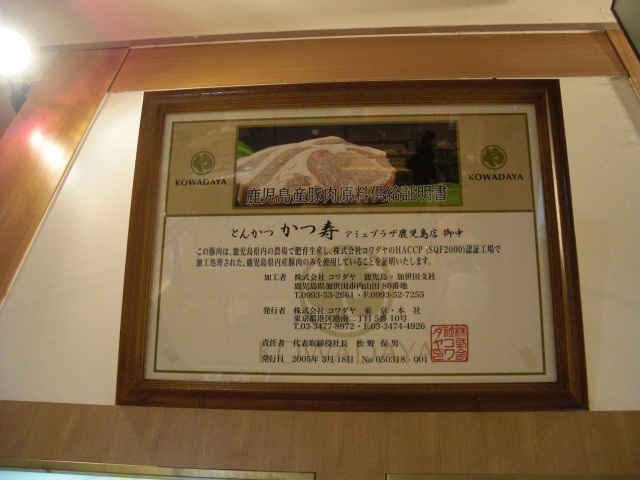 KOWADAYA
KOWADAYA
鹿児島産豚肉原料供給証明書
とんかつ かつ寿 アミュプラザ鹿児島店 御中
この豚肉は、鹿児島県内の農場で肥育生産し、株式会社コワダヤのHACCP (SQF2000)認証工場で
加工処理された、鹿児島県内産豚肉のみを使用していることを証明いたします。
加工者 株式会社 コワダヤ 鹿児島・加世田支社
鹿児島県加世田市内山田 80番地
T.0993-53-2661・F.0993-52-7255
発行者 株式会社 コワダヤ 東京・本社
東京都港区港南二丁目5番10号
T.03-3477-8972・F.03-3474-4926
責任者 代表取締役社長 松野 保男
発行日 2005年 3月18日 No 050318 - 001